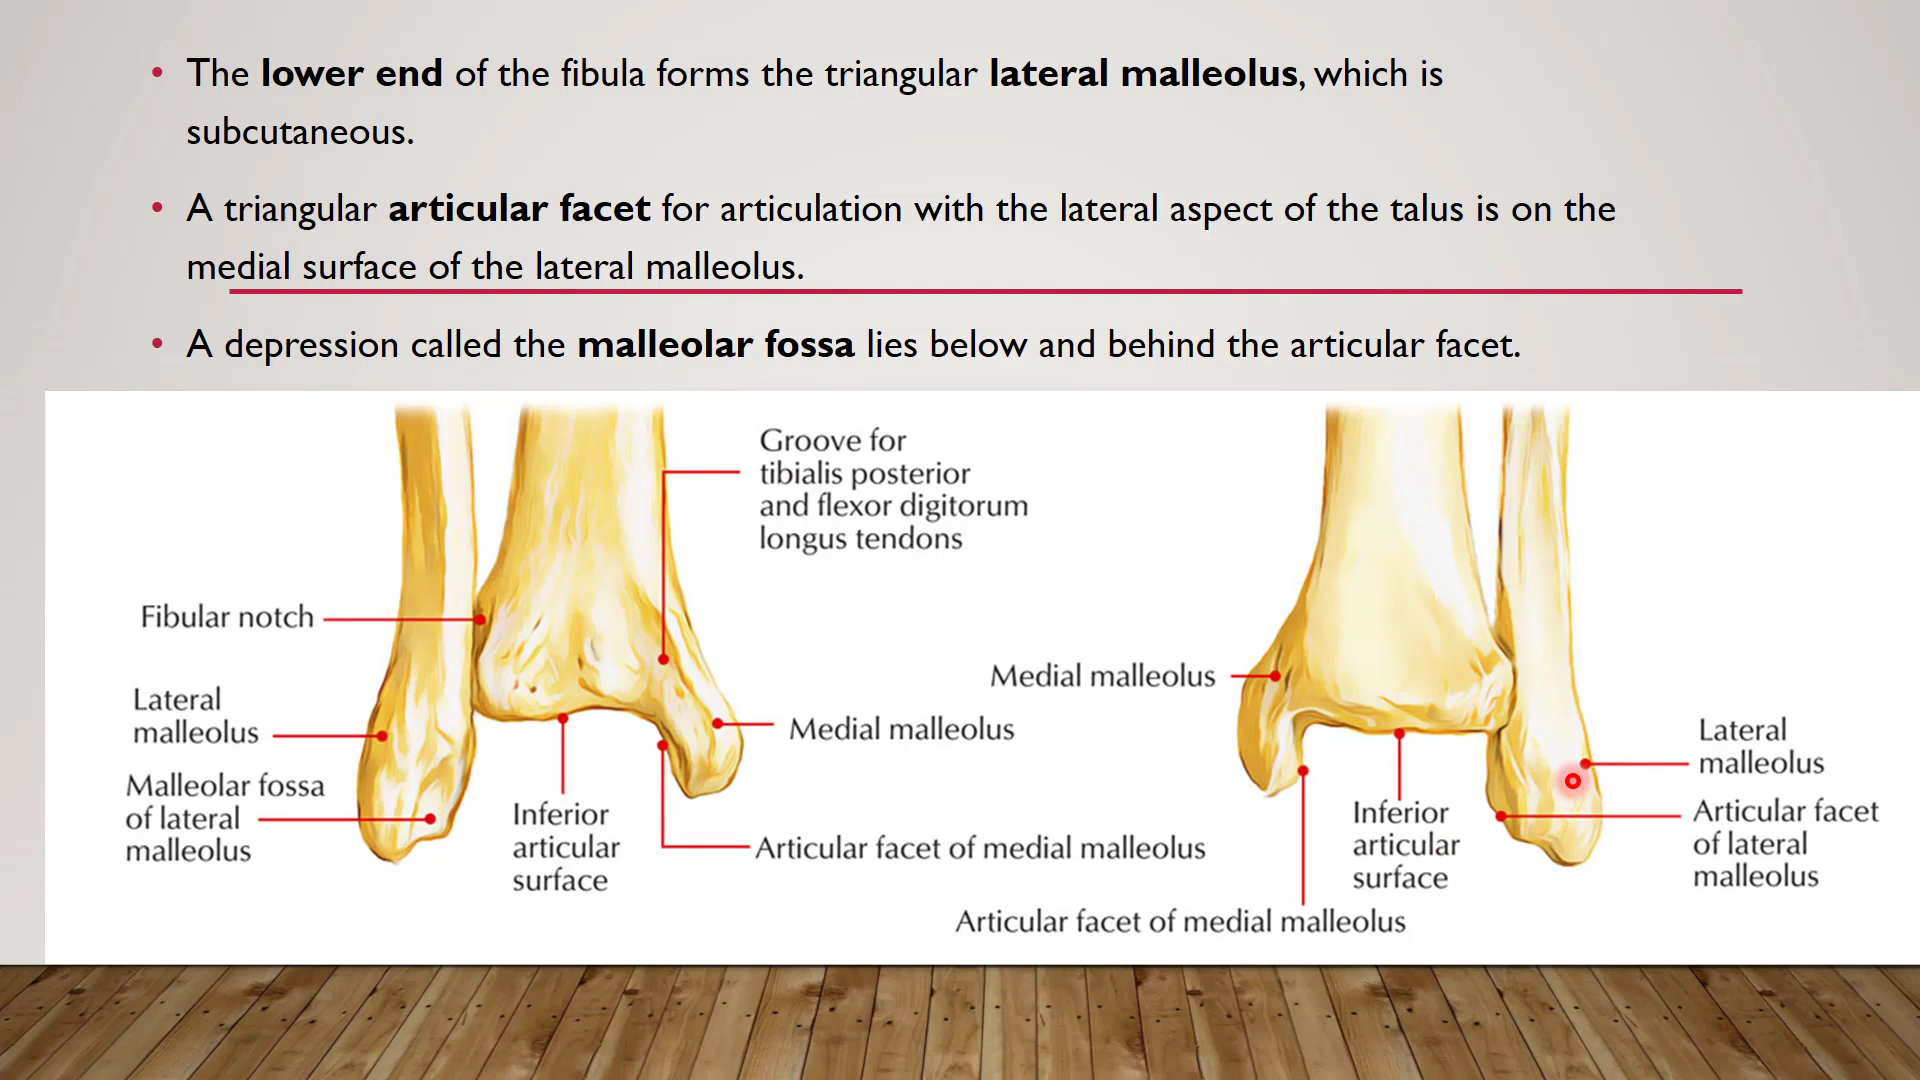 • The lower end of the fibula forms the triangular lateral malleolus, which is
subcutaneous.
• A triangular articular facet for articulation with the lateral aspect of the talus is on the
medial surface of the lateral malleolus.
• A depression called the malleolar fossa lies below and behind the articular facet.
Groove for
tibialis posterior
and flexor digitorum
longus tendons
Fibular notch
Lateral
malleolus
Malleolar fossa
of lateral
malleolus
Inferior
articular
surface
Medial malleolus
Articular facet of medial malleolus
Medial malleolus
Inferior
articular
surface
Articular facet of medial malleolus
Lateral
malleolus
Articular facet
of lateral
malleolus